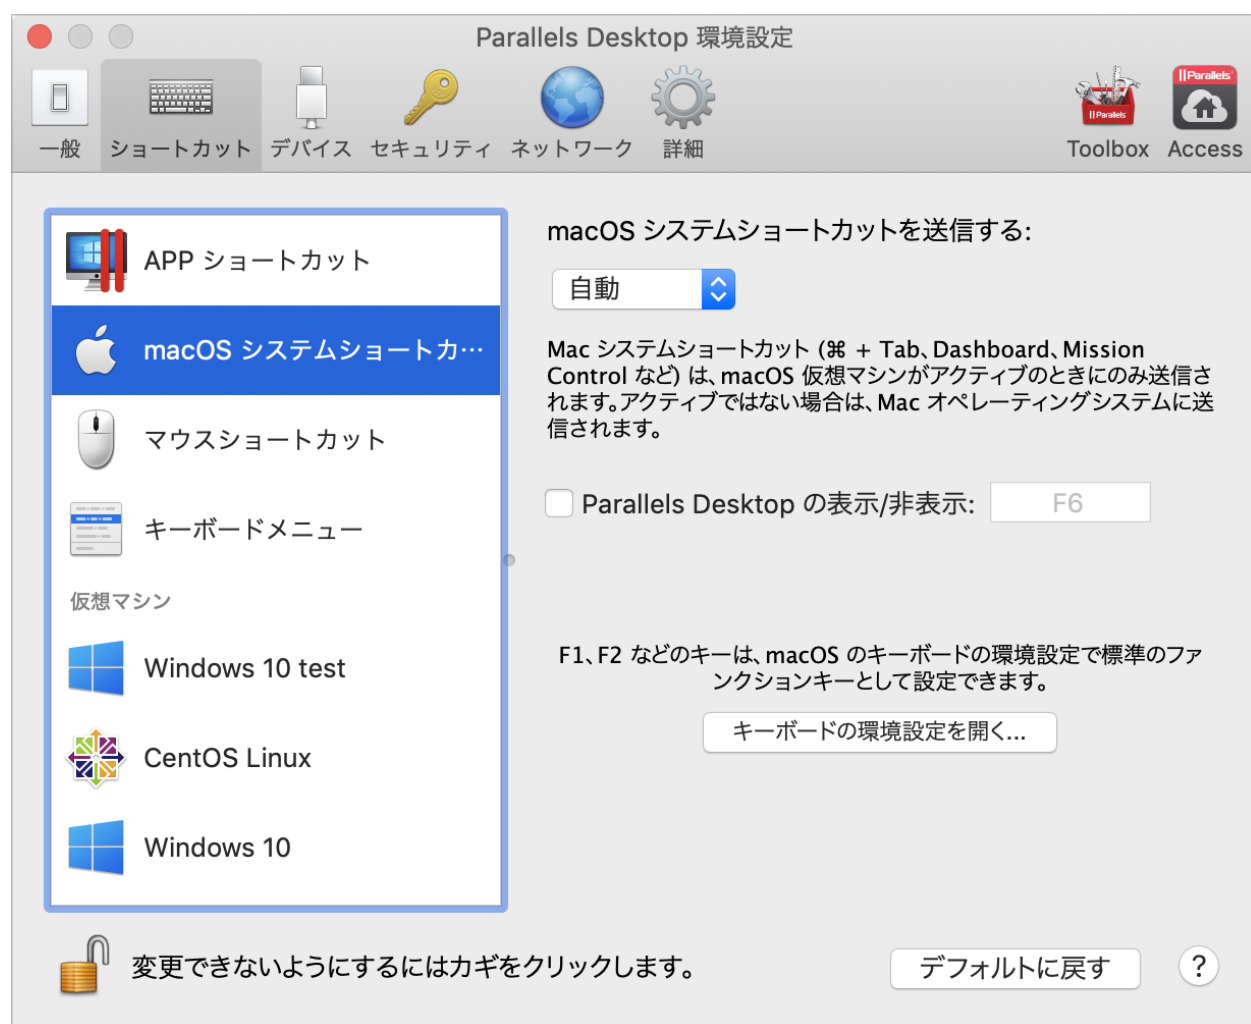 Parallels Desktop 環境設定
一般
ショートカット
デバイス
セキュリティ
ネットワーク
詳細
|| Parallels
Toolbox
|| Parallels
Access
APP ショートカット
macOS システムショートカ…
マウスショートカット
キーボードメニュー
仮想マシン
Windows 10 test
CentOS Linux
Windows 10
macOS システムショートカットを送信する:
自動
Mac システムショートカット (⌘ + Tab、Dashboard、Mission
Control など) は、macOS 仮想マシンがアクティブのときにのみ送信さ
れます。アクティブではない場合は、Mac オペレーティングシステムに送
信されます。
Parallels Desktop の表示/非表示:
F6
F1、F2 などのキーは、macOS のキーボードの環境設定で標準のファ
ンクションキーとして設定できます。
キーボードの環境設定を開く...
変更できないようにするにはカギをクリックします。
デフォルトに戻す
?